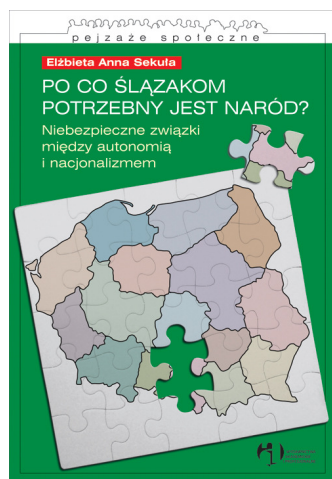 pejzaże społeczne
Elżbieta Anna Sekuła
PO CO ŚLĄZAKOM
POTRZEBNY JEST NARÓD?
Niebezpieczne związki
między autonomią
i nacjonalizmem